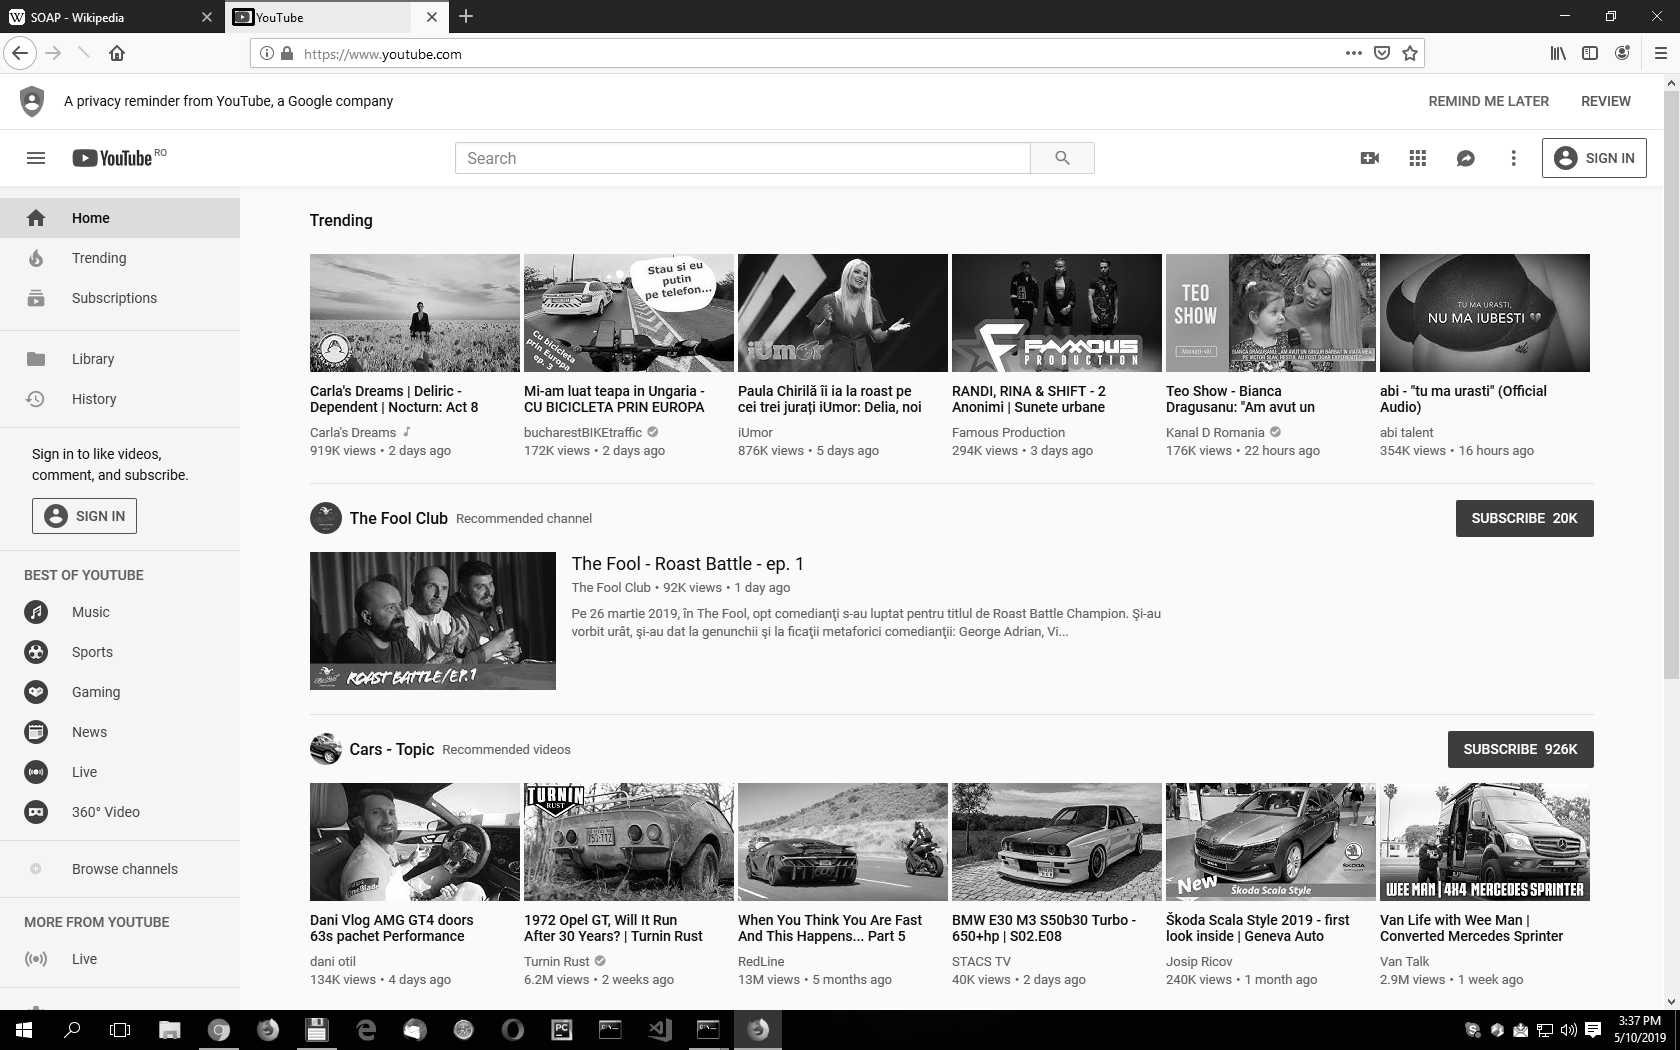 SOAP - Wikipedia
YouTube
https://www.youtube.com
A privacy reminder from YouTube, a Google company
REMIND ME LATER
REVIEW
YouTube RO
Search
SIGN IN
Home
Trending
Subscriptions
Library
History
Sign in to like videos,
comment, and subscribe.
SIGN IN
BEST OF YOUTUBE
Music
Sports
Gaming
News
Live
360° Video
Browse channels
MORE FROM YOUTUBE
Live
Trending
Stau si eu
putin
pe telefon...
Cu bicicleta
prin Europa
ep. 3
iUmor
FAMOUS
PRODUCTION
TEO
SHOW
TU MA URASTI,
NU MA IUBESTI
Carla's Dreams | Deliric -
Dependent | Nocturn: Act 8
Carla's Dreams
919K views • 2 days ago
Mi-am luat teapa in Ungaria -
CU BICICLETA PRIN EUROPA
bucharestBIKEtraffic
172K views • 2 days ago
Paula Chirilă îi ia la roast pe
cei trei jurați iUmor: Delia, noi
iUmor
876K views • 5 days ago
RANDI, RINA & SHIFT - 2
Anonimi | Sunete urbane
Famous Production
294K views • 3 days ago
Teo Show - Bianca
Dragusanu: "Am avut un
Kanal D Romania
176K views • 22 hours ago
abi - "tu ma urasti" (Official
Audio)
abi talent
354K views • 16 hours ago
The Fool Club Recommended channel
SUBSCRIBE 20K
ROAST BATTLE/EP.1
The Fool - Roast Battle - ep. 1
The Fool Club • 92K views • 1 day ago
Pe 26 martie 2019, în The Fool, opt comedianţi s-au luptat pentru titlul de Roast Battle Champion. Şi-au
vorbit urât, şi-au dat la genunchii şi la ficaţii metaforici comedianţii: George Adrian, Vi...
Cars - Topic Recommended videos
SUBSCRIBE 926K
TURNIN
RUST
New
Škoda Scala Style
ŠKODA
WEE MAN | 4X4 MERCEDES SPRINTER
Dani Vlog AMG GT4 doors
63s pachet Performance
dani otil
134K views • 4 days ago
1972 Opel GT, Will It Run
After 30 Years? | Turnin Rust
Turnin Rust
6.2M views • 2 weeks ago
When You Think You Are Fast
And This Happens... Part 5
RedLine
13M views • 5 months ago
BMW E30 M3 S50b30 Turbo -
650+hp | S02.E08
STACS TV
40K views • 2 days ago
Škoda Scala Style 2019 - first
look inside | Geneva Auto
Josip Ricov
240K views • 1 month ago
Van Life with Wee Man |
Converted Mercedes Sprinter
Van Talk
2.9M views • 1 week ago
PC
3:37 PM
5/10/2019